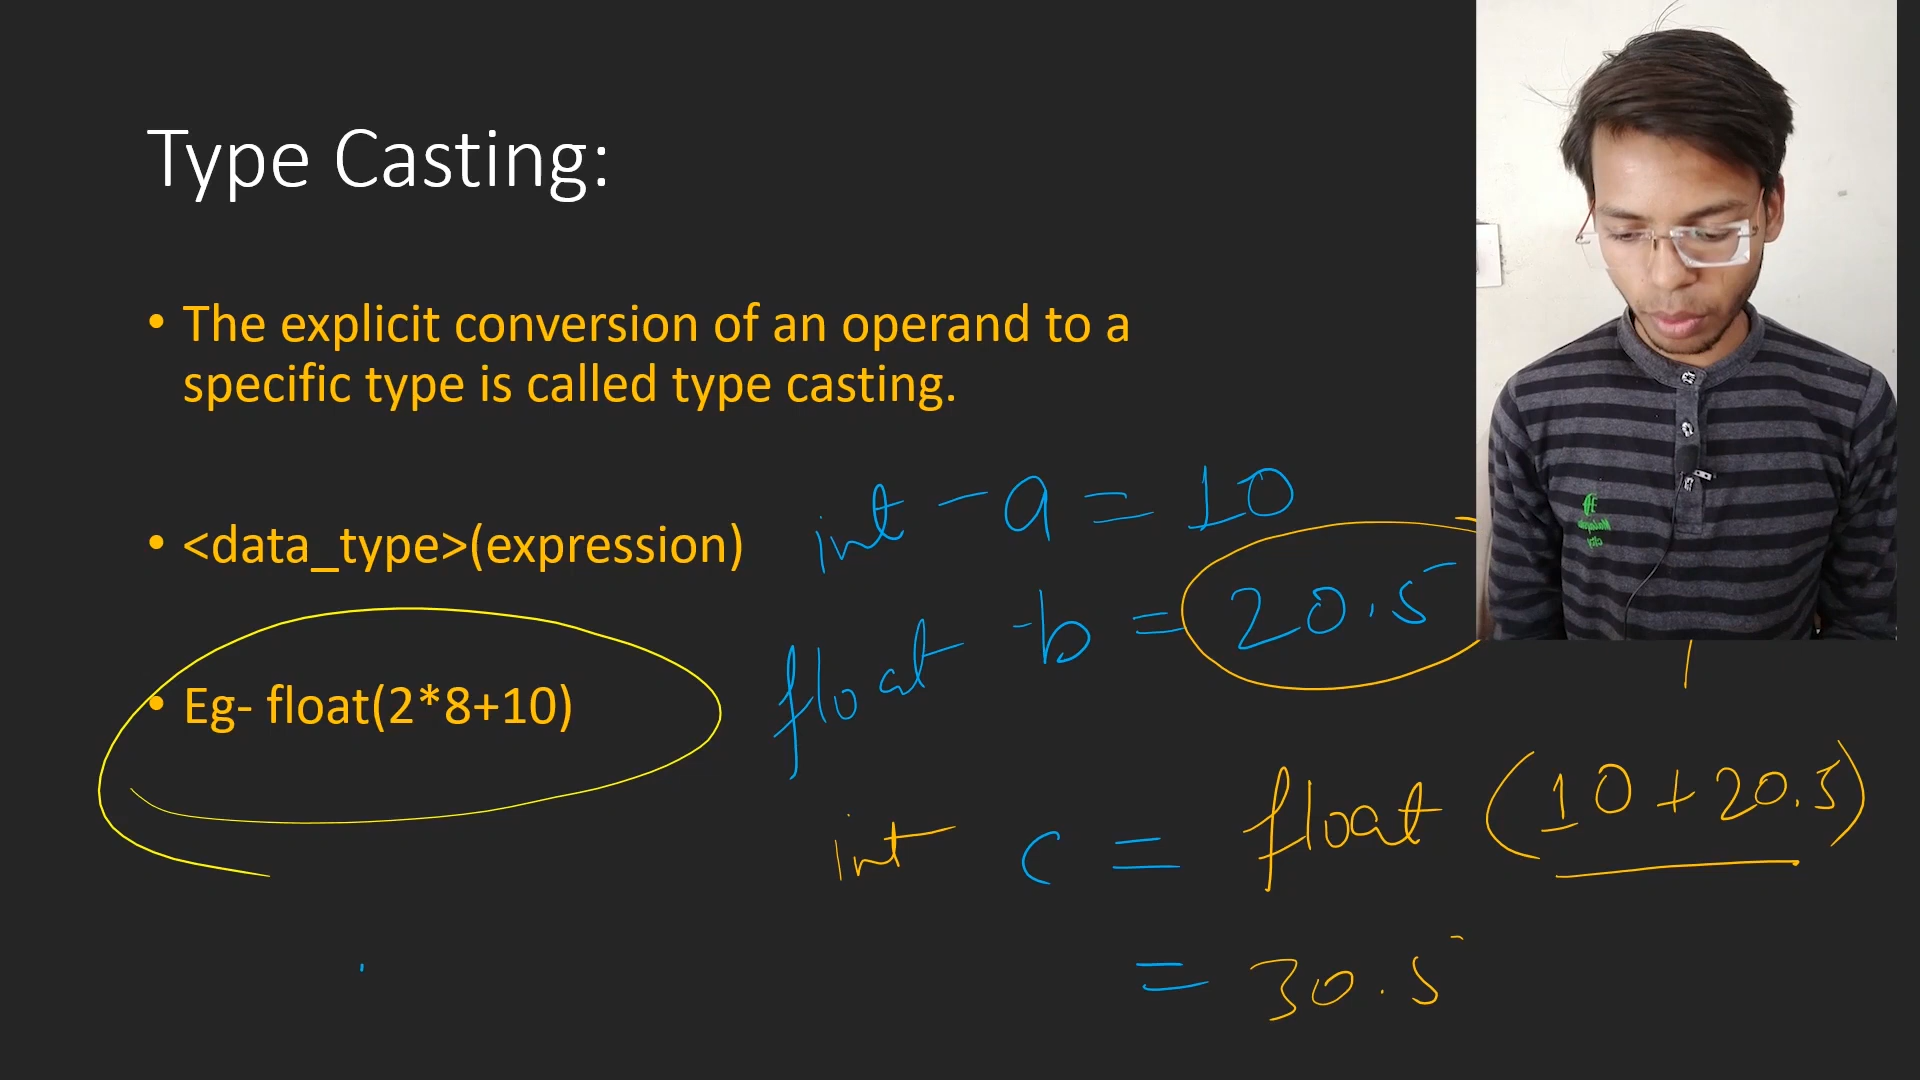 Type Casting:
• The explicit conversion of an operand to a
specific type is called type casting.
• <data_type>(expression)
• Eg- float(2*8+10)
int - a = 10
float - b = 20.5
int c = float (10+20.5)
= 30.5